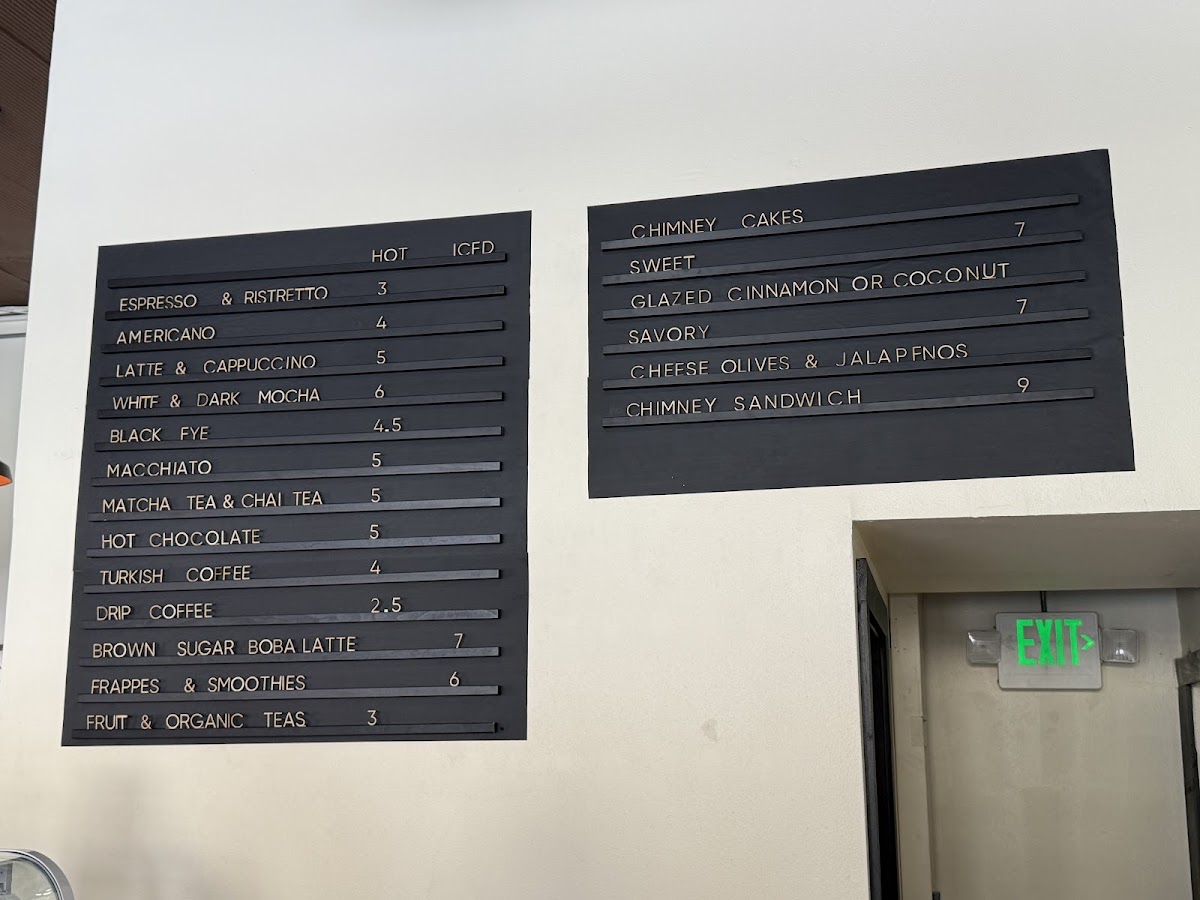 HOT ICED
ESPRESSO & RISTRETTO 3
AMERICANO 4
LATTE & CAPPUCCINO 5
WHITE & DARK MOCHA 6
BLACK EYE 4.5
MACCHIATO 5
MATCHA TEA & CHAI TEA 5
HOT CHOCOLATE 5
TURKISH COFFEE 4
DRIP COFFEE 2.5
BROWN SUGAR BOBA LATTE 7
FRAPPES & SMOOTHIES 6
FRUIT & ORGANIC TEAS 3
CHIMNEY CAKES
SWEET 7
GLAZED CINNAMON OR COCONUT
SAVORY 7
CHEESE OLIVES & JALAPENOS
CHIMNEY SANDWICH 9
EXIT